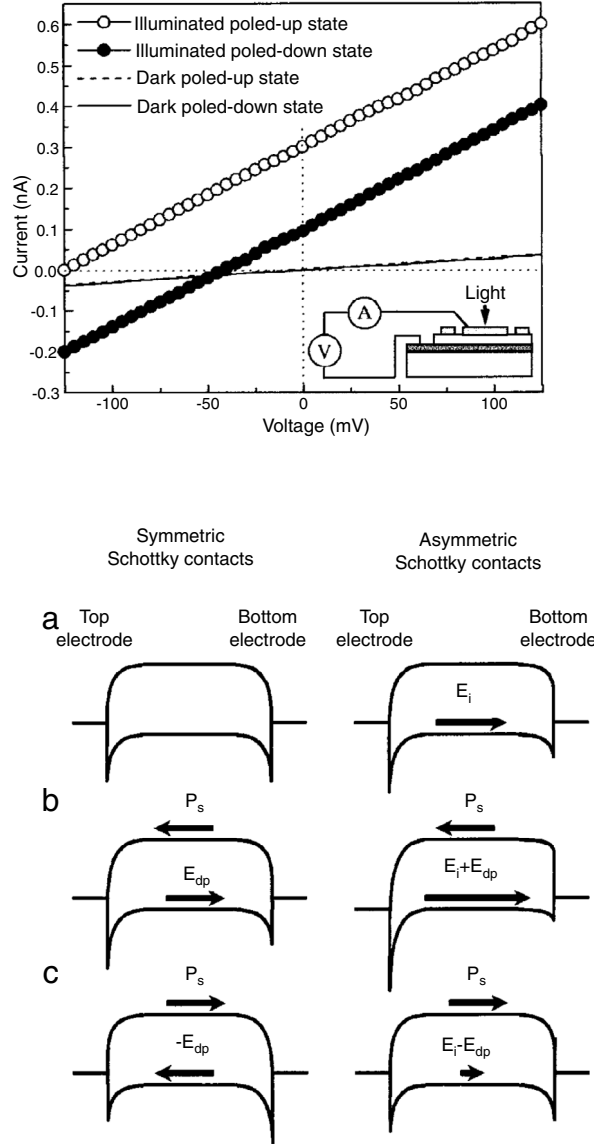 0.6
0.5
0.4
0.3
0.2
0.1
0.0
-0.1
-0.2
-0.3
Current (nA)
Illuminated poled-up state
Illuminated poled-down state
Dark poled-up state
Dark poled-down state
Light
A
V
-100 -50 0 50 100
Voltage (mV)
Symmetric
Schottky contacts
Asymmetric
Schottky contacts
a
Top
electrode
Bottom
electrode
Top
electrode
Bottom
electrode
E_i
b
P_s
E_dp
P_s
E_i+E_dp
c
P_s
-E_dp
P_s
E_i-E_dp